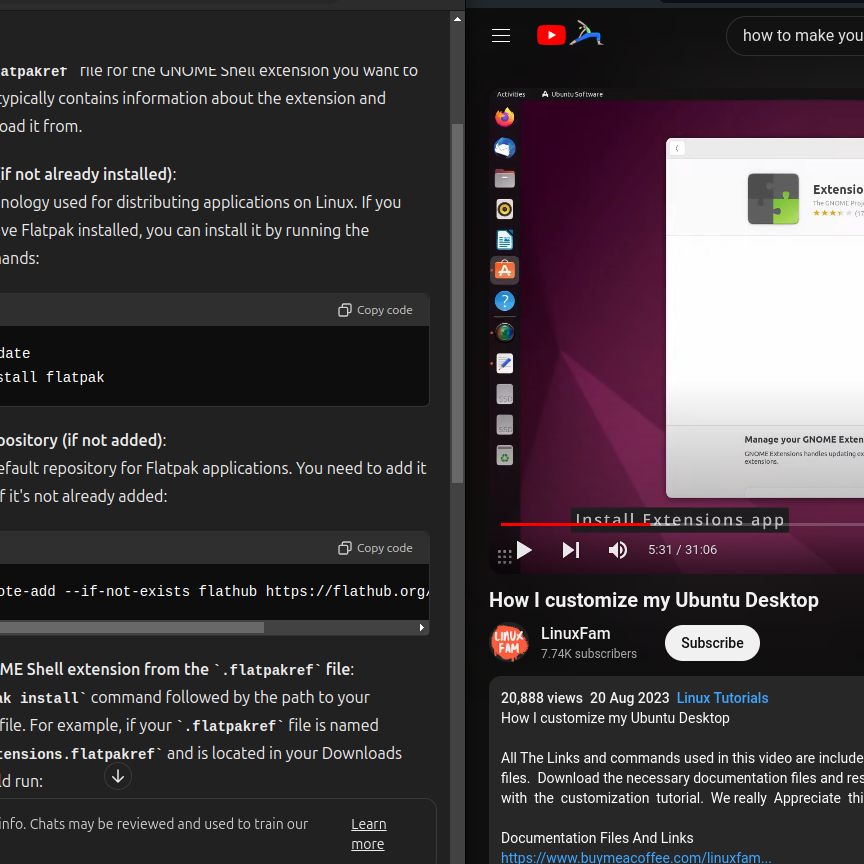 atpakref` file for the GNOME Shell extension you want to
typically contains information about the extension and
oad it from.
if not already installed):
nology used for distributing applications on Linux. If you
ve Flatpak installed, you can install it by running the
ands:
Copy code
date
stall flatpak
pository (if not added):
efault repository for Flatpak applications. You need to add it
f it's not already added:
Copy code
ote-add --if-not-exists flathub https://flathub.org/
ME Shell extension from the `.flatpakref` file:
ak install` command followed by the path to your
file. For example, if your `.flatpakref` file is named
tensions.flatpakref` and is located in your Downloads
ld run:
info. Chats may be reviewed and used to train our
Learn
more
how to make you
Activities
Ubuntu Software
Extensio
The GNOME Proje
(17
SSD
SSD
Manage your GNOME Exten
GNOME Extensions handles updating ex
extensions.
Install Extensions app
5:31 / 31:06
How I customize my Ubuntu Desktop
LINUX
FAM
LinuxFam
7.74K subscribers
Subscribe
20,888 views 20 Aug 2023 Linux Tutorials
How I customize my Ubuntu Desktop
All The Links and commands used in this video are include
files. Download the necessary documentation files and res
with the customization tutorial. We really Appreciate thi
Documentation Files And Links
https://www.buymeacoffee.com/linuxfam...